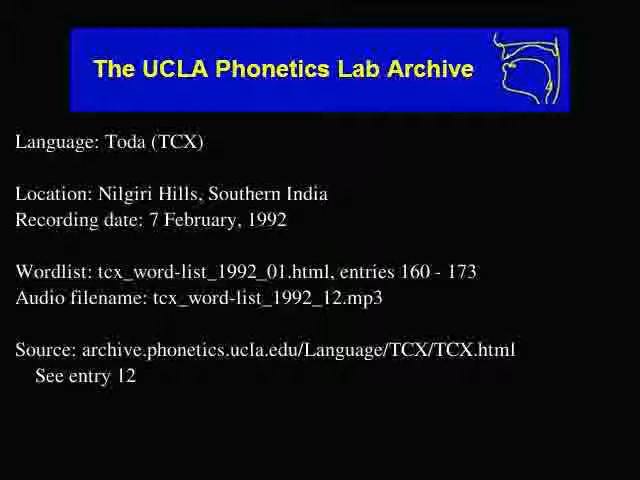 The UCLA Phonetics Lab Archive
Language: Toda (TCX)
Location: Nilgiri Hills, Southern India
Recording date: 7 February, 1992
Wordlist: tcx_word-list_1992_01.html, entries 160 - 173
Audio filename: tcx_word-list_1992_12.mp3
Source: archive.phonetics.ucla.edu/Language/TCX/TCX.html
See entry 12